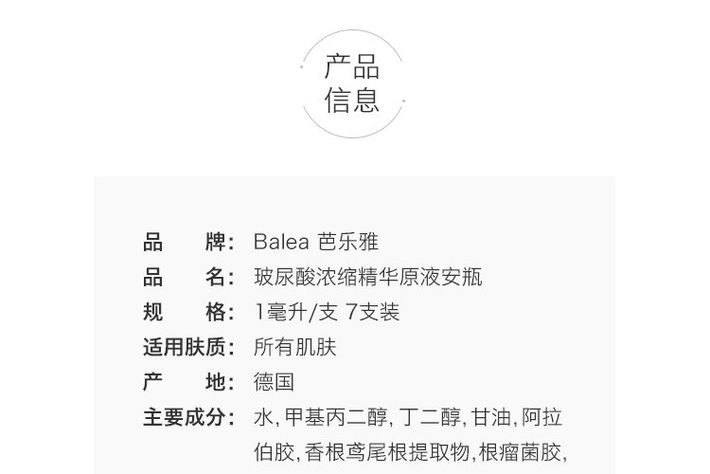 产品
信息
品　　牌： Balea 芭乐雅
品　　名： 玻尿酸浓缩精华原液安瓶
规　　格： 1毫升/支 7支装
适用肤质： 所有肌肤
产　　地： 德国
主要成分： 水, 甲基丙二醇, 丁二醇, 甘油, 阿拉
伯胶, 香根鸢尾根提取物, 根瘤菌胶,